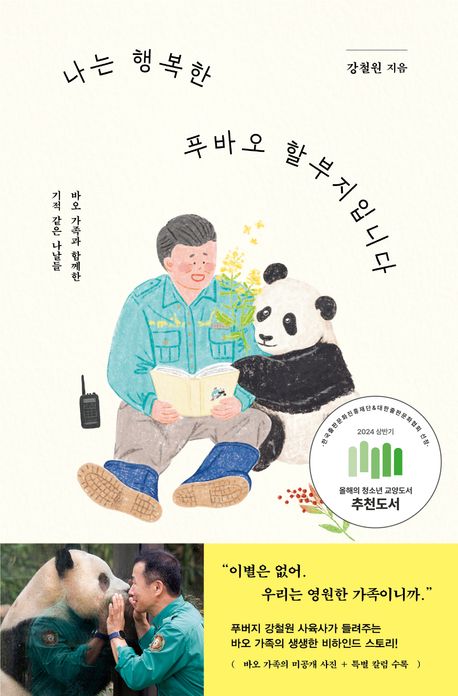 나는 행복한
푸바오 할부지입니다
강철원 지음
바오 가족과 함께한
기적 같은 나날들
·한국출판문화진흥재단&대한출판문화협회 선정·
2024 상반기
올해의 청소년 교양도서
추천도서
“이별은 없어.
우리는 영원한 가족이니까.”
푸버지 강철원 사육사가 들려주는
바오 가족의 생생한 비하인드 스토리!
( 바오 가족의 미공개 사진 + 특별 칼럼 수록 )